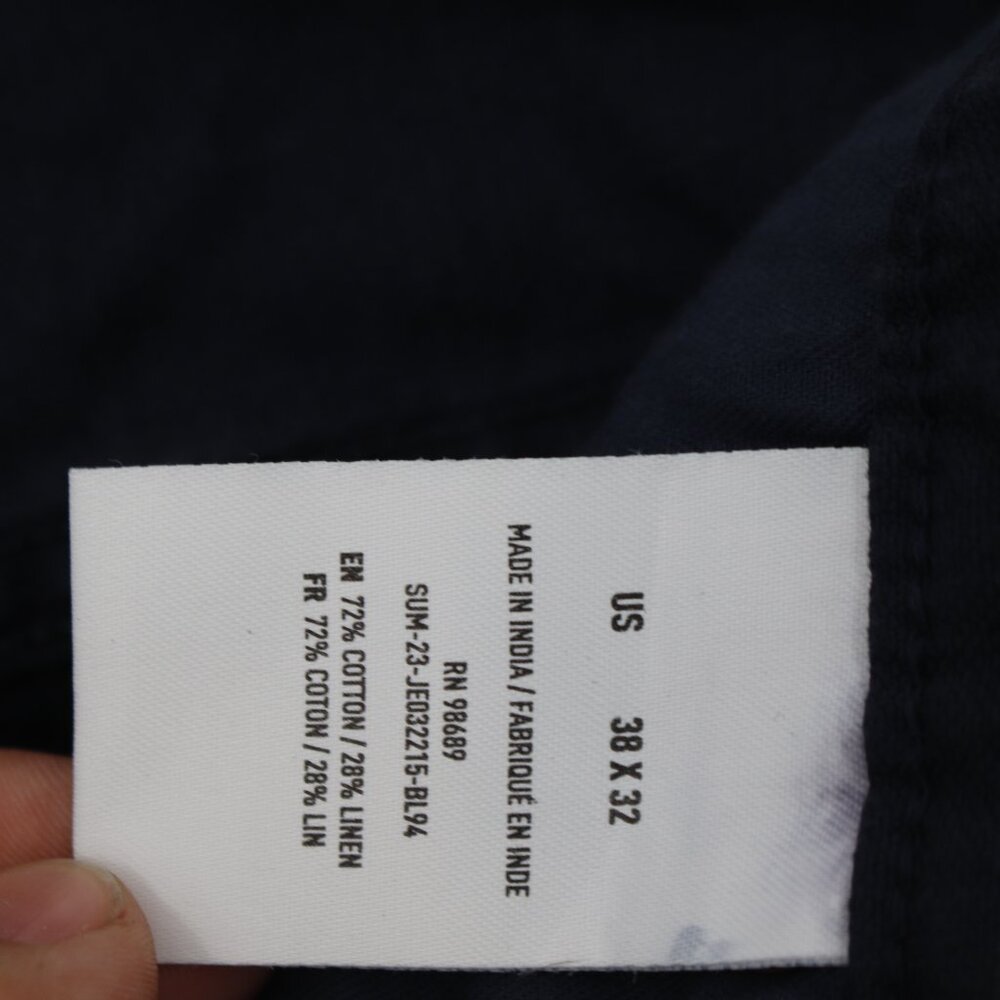 US 38 X 32
MADE IN INDIA / FABRIQUÉ EN INDE
RN 98689
SUM-23-JE032215-BL94
EN 72% COTTON / 28% LINEN
FR 72% COTON / 28% LIN